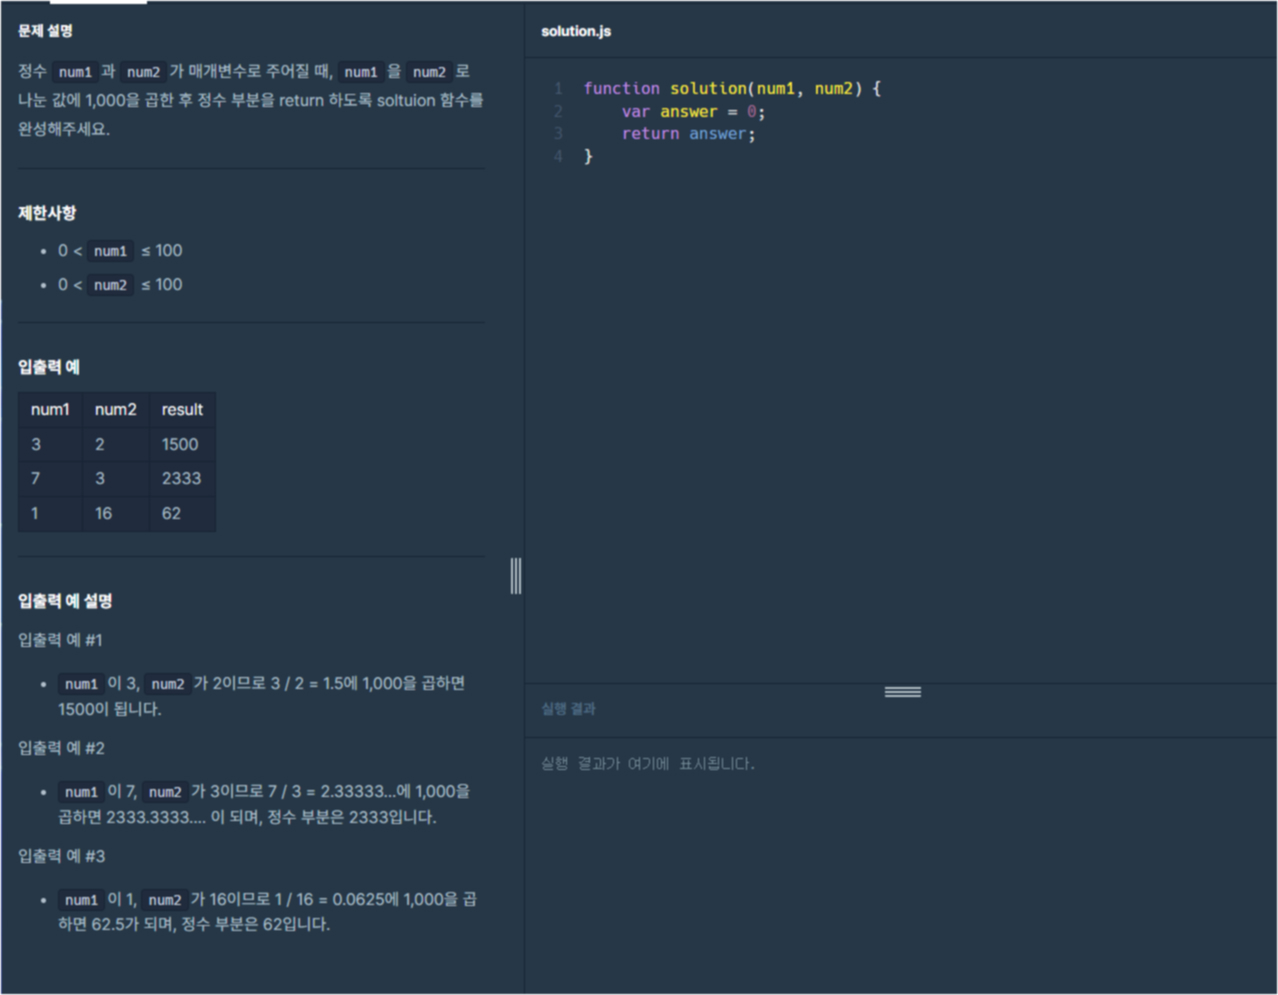 문제 설명
정수 num1 과 num2 가 매개변수로 주어질 때, num1 을 num2 로
나눈 값에 1,000을 곱한 후 정수 부분을 return 하도록 soltuion 함수를
완성해주세요.
제한사항
• 0 < num1 ≤ 100
• 0 < num2 ≤ 100
입출력 예
num1 num2 result
3 2 1500
7 3 2333
1 16 62
입출력 예 설명
입출력 예 #1
• num1 이 3, num2 가 2이므로 3 / 2 = 1.5에 1,000을 곱하면
1500이 됩니다.
입출력 예 #2
• num1 이 7, num2 가 3이므로 7 / 3 = 2.33333...에 1,000을
곱하면 2333.3333.... 이 되며, 정수 부분은 2333입니다.
입출력 예 #3
• num1 이 1, num2 가 16이므로 1 / 16 = 0.0625에 1,000을 곱
하면 62.5가 되며, 정수 부분은 62입니다.
solution.js
1 function solution(num1, num2) {
2 var answer = 0;
3 return answer;
4 }
실행 결과
실행 결과가 여기에 표시됩니다.